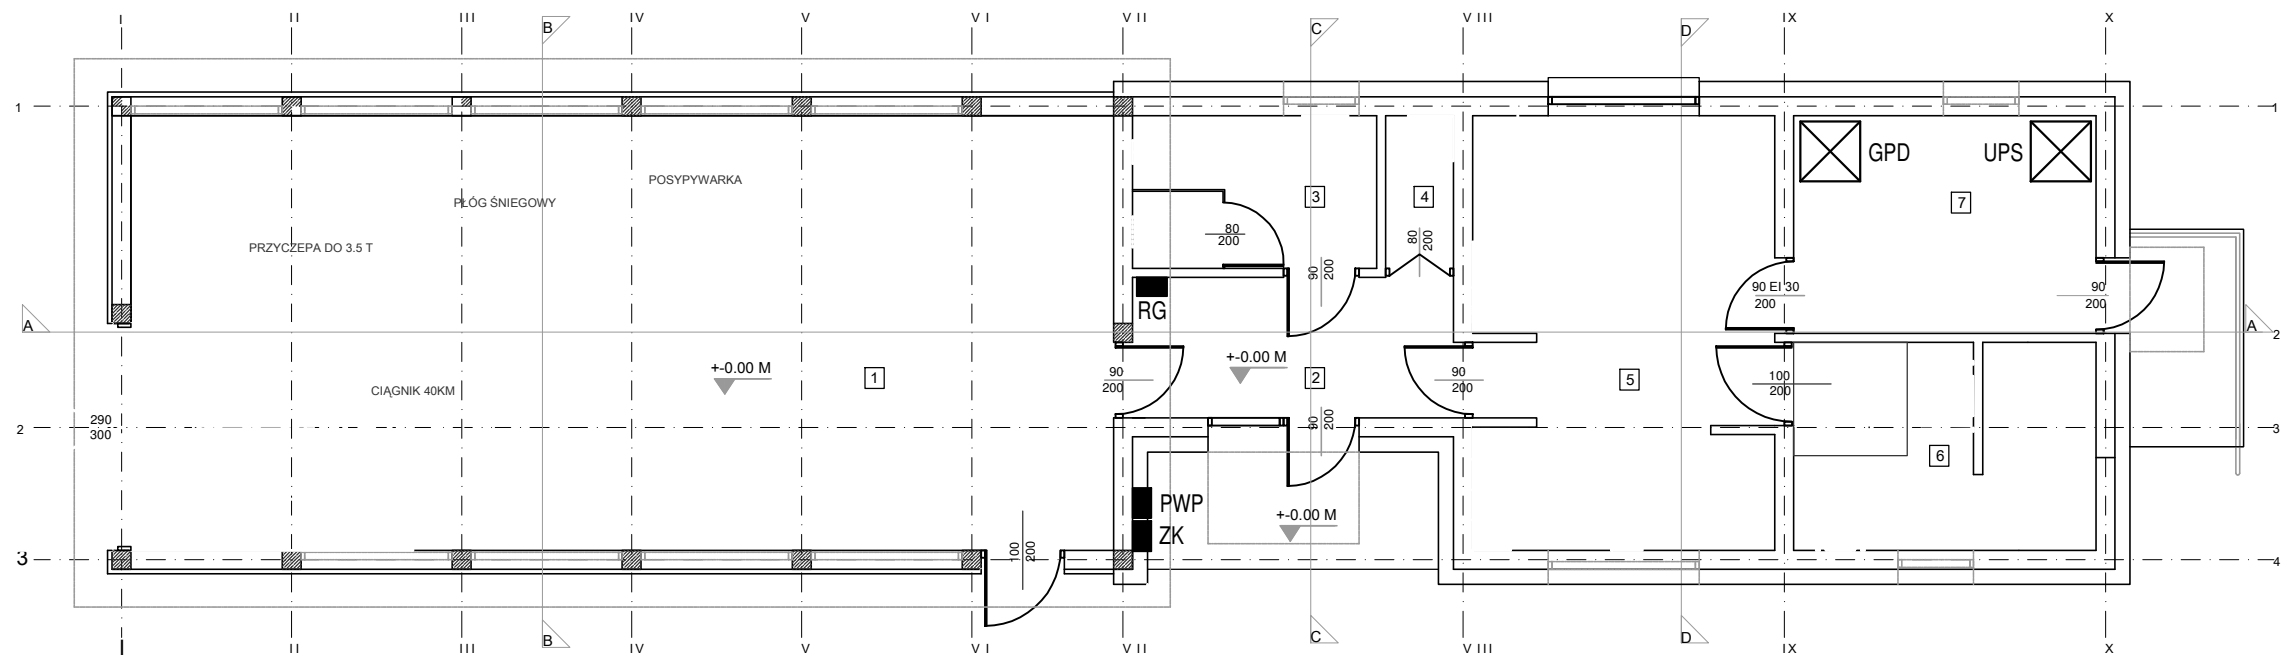 II III IV V VI VII VIII IX X
B C D
1 1
GPD UPS
POSYPYWARKA
3 4 7
PŁÓG ŚNIEGOWY
80
200
80
200
PRZYCZEPA DO 3.5 T
90
200
90 EI 30
200
90
200
RG
A A
2
+-0.00 M +-0.00 M
1 2 5
90
200
90
200
100
200
CIĄGNIK 40KM
290
300
90
200
2 3
6
PWP
ZK
+-0.00 M
100
200
3 4
B C D
I II III IV V VI VII VIII IX X